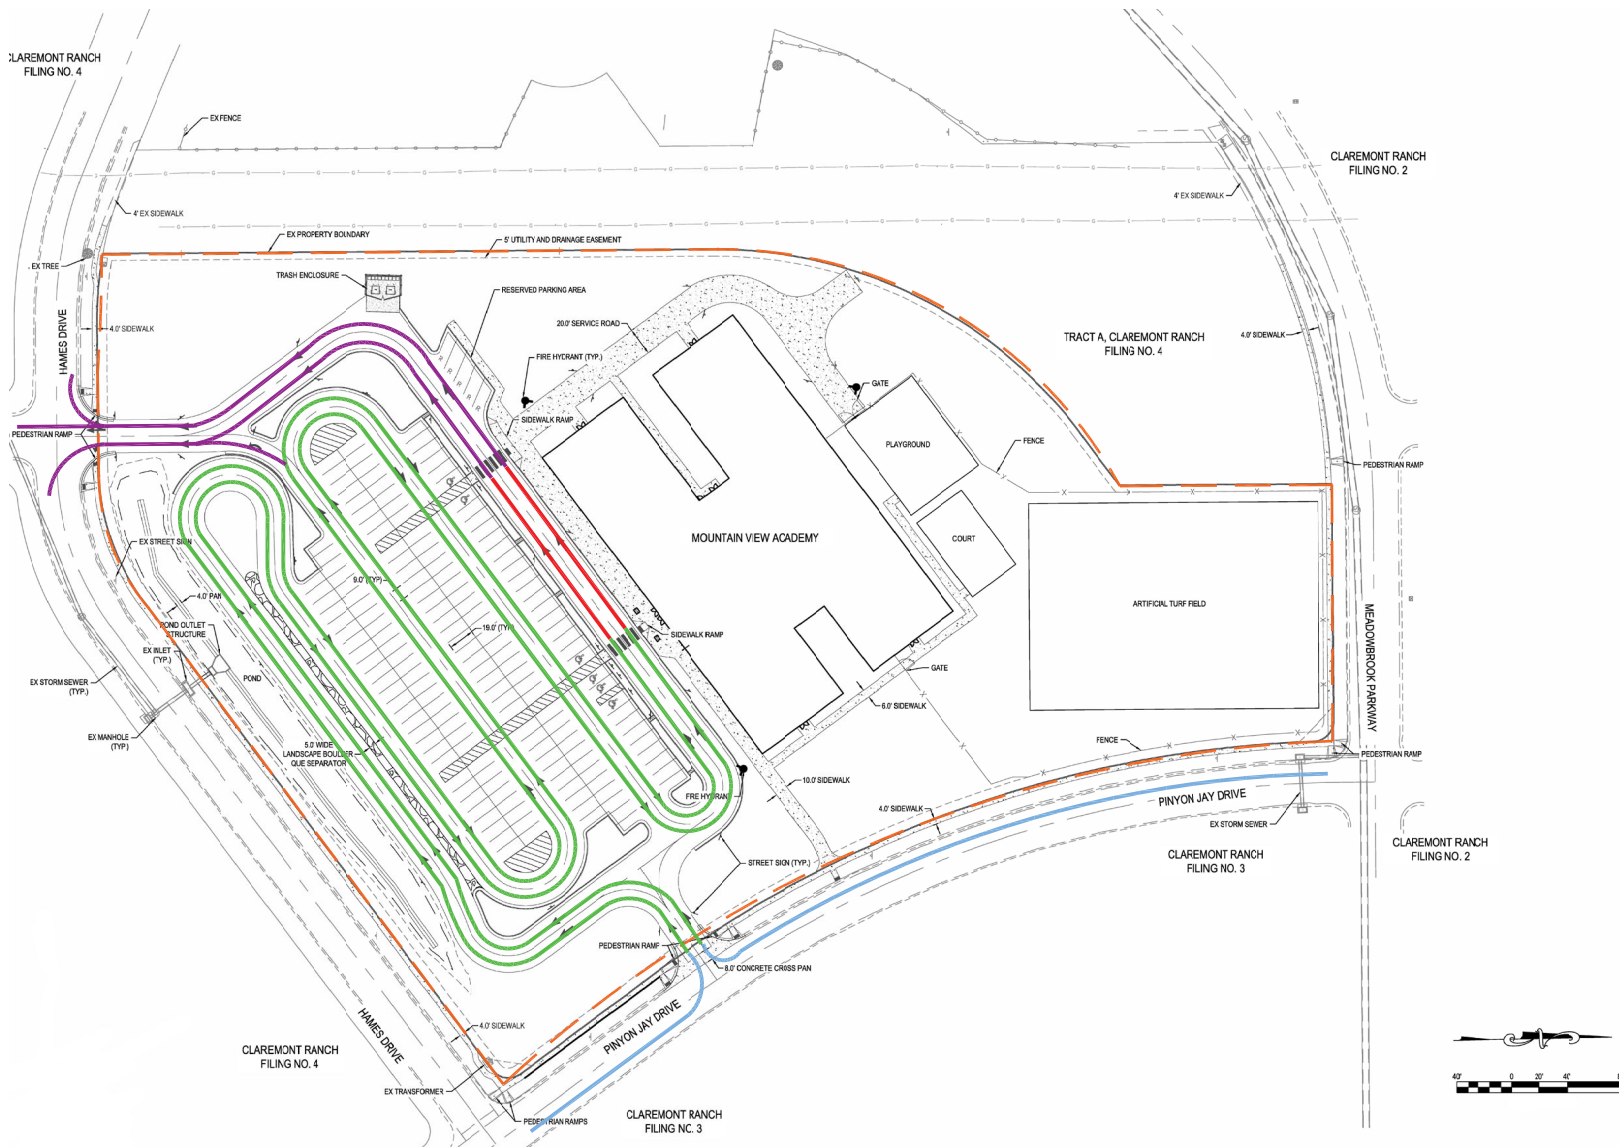 CLAREMONT RANCH
FILING NO. 4
EX FENCE
CLAREMONT RANCH
FILING NO. 2
4' EX SIDEWALK
4' EX SIDEWALK
EX PROPERTY BOUNDARY
5' UTILITY AND DRAINAGE EASEMENT
EX TREE
TRASH ENCLOSURE
RESERVED PARKING AREA
HAMES DRIVE
4.0' SIDEWALK
20.0' SERVICE ROAD
TRACT A, CLAREMONT RANCH
FILING NO. 4
4.0' SIDEWALK
FIRE HYDRANT (TYP.)
GATE
SIDEWALK RAMP
PEDESTRIAN RAMP
PLAYGROUND
FENCE
PEDESTRIAN RAMP
EX STREET SIGN
MOUNTAIN VIEW ACADEMY
COURT
9.0' (TYP)
4.0' PAN
ARTIFICIAL TURF FIELD
POND OUTLET
STRUCTURE
19.0' (TYP)
SIDEWALK RAMP
EX INLET
(TYP.)
GATE
MEADOWBROOK PARKWAY
EX STORM SEWER
(TYP.)
POND
6.0' SIDEWALK
EX MANHOLE
(TYP)
5.0' WIDE
LANDSCAPE BOULDER
QUE SEPARATOR
FENCE
PEDESTRIAN RAMP
10.0' SIDEWALK
FIRE HYDRANT
PINYON JAY DRIVE
4.0' SIDEWALK
EX STORM SEWER
CLAREMONT RANCH
FILING NO. 2
CLAREMONT RANCH
FILING NO. 3
STREET SIGN (TYP.)
PEDESTRIAN RAMP
8.0' CONCRETE CROSS PAN
HAMES DRIVE
4.0' SIDEWALK
PINYON JAY DRIVE
CLAREMONT RANCH
FILING NO. 4
EX TRANSFORMER
PEDESTRIAN RAMPS
CLAREMONT RANCH
FILING NO. 3
40' 0 20' 40'